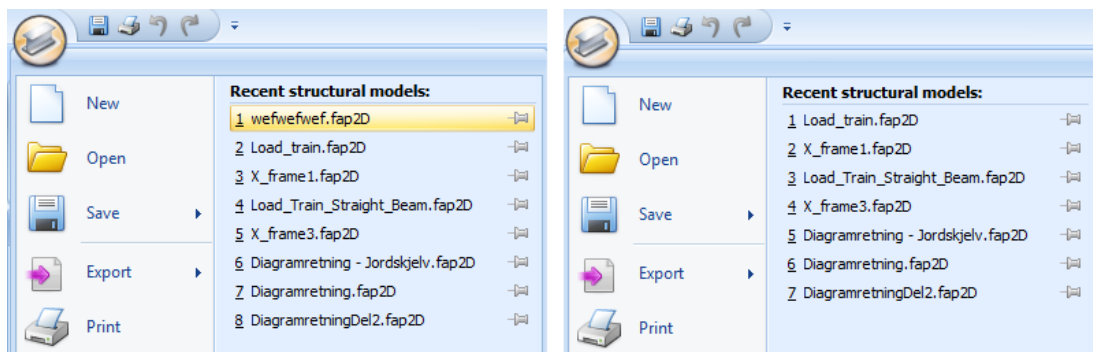 New
Open
Save
Export
Print
Recent structural models:
1 wefwefwef.fap2D
2 Load_train.fap2D
3 X_frame1.fap2D
4 Load_Train_Straight_Beam.fap2D
5 X_frame3.fap2D
6 Diagramretning - Jordskjelv.fap2D
7 Diagramretning.fap2D
8 DiagramretningDel2.fap2D
New
Open
Save
Export
Print
Recent structural models:
1 Load_train.fap2D
2 X_frame1.fap2D
3 Load_Train_Straight_Beam.fap2D
4 X_frame3.fap2D
5 Diagramretning - Jordskjelv.fap2D
6 Diagramretning.fap2D
7 DiagramretningDel2.fap2D